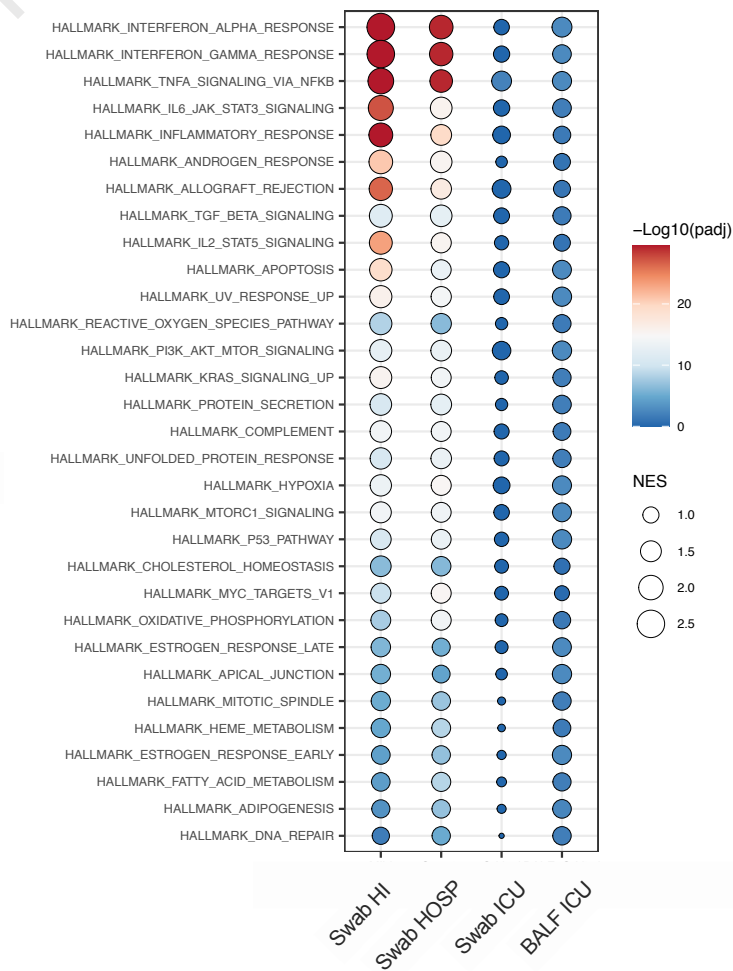 HALLMARK_INTERFERON_ALPHA_RESPONSE
HALLMARK_INTERFERON_GAMMA_RESPONSE
HALLMARK_TNFA_SIGNALING_VIA_NFKB
HALLMARK_IL6_JAK_STAT3_SIGNALING
HALLMARK_INFLAMMATORY_RESPONSE
HALLMARK_ANDROGEN_RESPONSE
HALLMARK_ALLOGRAFT_REJECTION
HALLMARK_TGF_BETA_SIGNALING
HALLMARK_IL2_STAT5_SIGNALING
HALLMARK_APOPTOSIS
HALLMARK_UV_RESPONSE_UP
HALLMARK_REACTIVE_OXYGEN_SPECIES_PATHWAY
HALLMARK_PI3K_AKT_MTOR_SIGNALING
HALLMARK_KRAS_SIGNALING_UP
HALLMARK_PROTEIN_SECRETION
HALLMARK_COMPLEMENT
HALLMARK_UNFOLDED_PROTEIN_RESPONSE
HALLMARK_HYPOXIA
HALLMARK_MTORC1_SIGNALING
HALLMARK_P53_PATHWAY
HALLMARK_CHOLESTEROL_HOMEOSTASIS
HALLMARK_MYC_TARGETS_V1
HALLMARK_OXIDATIVE_PHOSPHORYLATION
HALLMARK_ESTROGEN_RESPONSE_LATE
HALLMARK_APICAL_JUNCTION
HALLMARK_MITOTIC_SPINDLE
HALLMARK_HEME_METABOLISM
HALLMARK_ESTROGEN_RESPONSE_EARLY
HALLMARK_FATTY_ACID_METABOLISM
HALLMARK_ADIPOGENESIS
HALLMARK_DNA_REPAIR
Swab HI
Swab HOSP
Swab ICU
BALF ICU
−Log10(padj)
20
10
0
NES
1.0
1.5
2.0
2.5